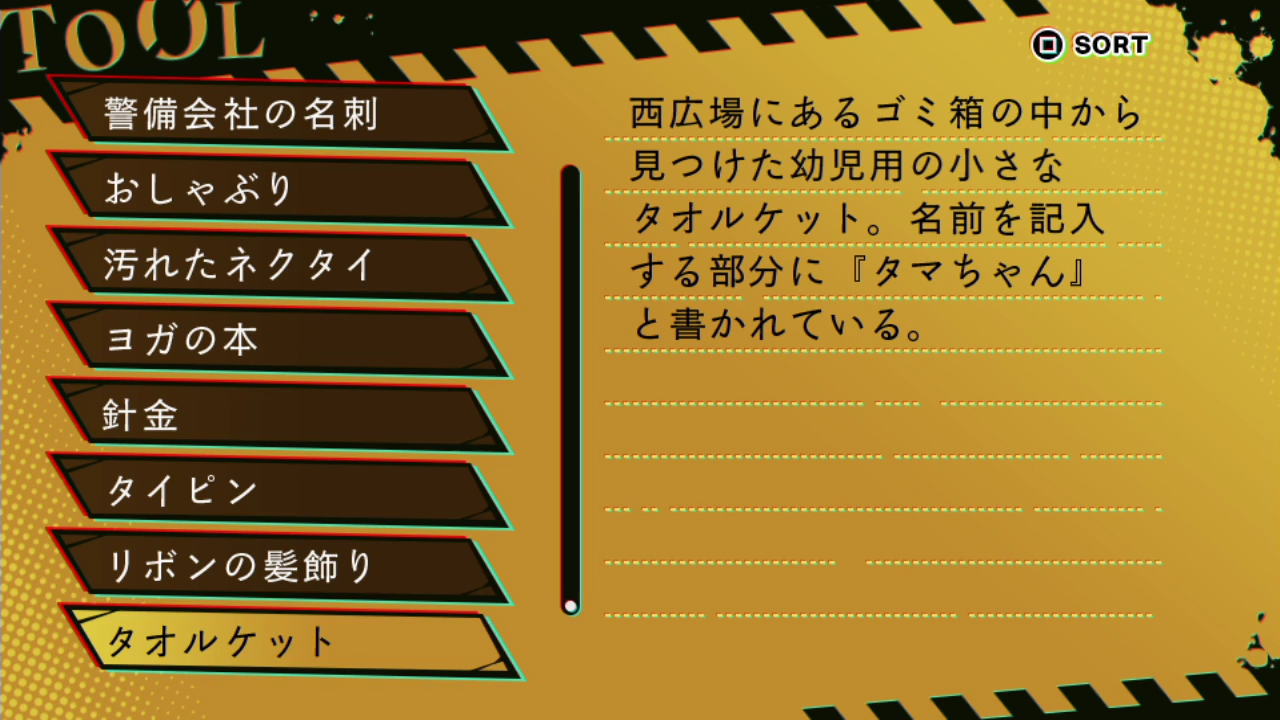 TOOL
SORT
警備会社の名刺
おしゃぶり
汚れたネクタイ
ヨガの本
針金
タイピン
リボンの髪飾り
タオルケット
西広場にあるゴミ箱の中から
見つけた幼児用の小さな
タオルケット。名前を記入
する部分に『タマちゃん』
と書かれている。